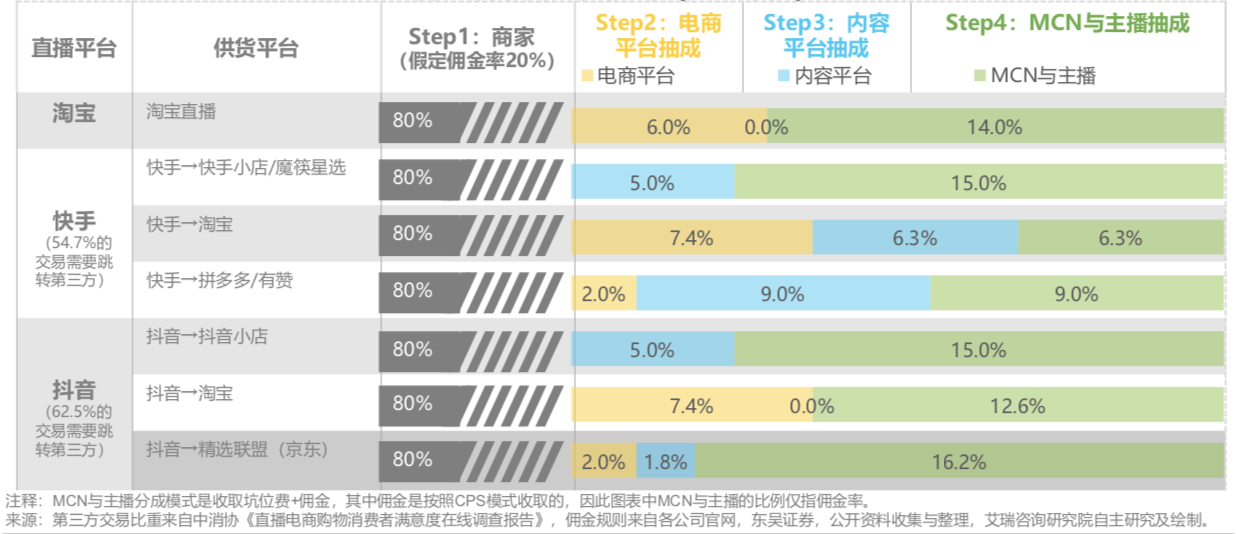 直播平台
供货平台
Step1：商家
（假定佣金率20%）
Step2：电商
平台抽成
电商平台
Step3：内容
平台抽成
内容平台
Step4：MCN与主播抽成
MCN与主播
淘宝
淘宝直播
80%
6.0%
0.0%
14.0%
快手
（54.7%的
交易需要跳
转第三方）
快手→快手小店/魔筷星选
80%
5.0%
15.0%
快手→淘宝
80%
7.4%
6.3%
6.3%
快手→拼多多/有赞
80%
2.0%
9.0%
9.0%
抖音
（62.5%的
交易需要跳
转第三方）
抖音→抖音小店
80%
5.0%
15.0%
抖音→淘宝
80%
7.4%
0.0%
12.6%
抖音→精选联盟（京东）
80%
2.0%
1.8%
16.2%
注释：MCN与主播分成模式是收取坑位费+佣金，其中佣金是按照CPS模式收取的，因此图表中MCN与主播的比例仅指佣金率。
来源：第三方交易比重来自中消协《直播电商购物消费者满意度在线调查报告》，佣金规则来自各公司官网，东吴证券，公开资料收集与整理，艾瑞咨询研究院自主研究及绘制。